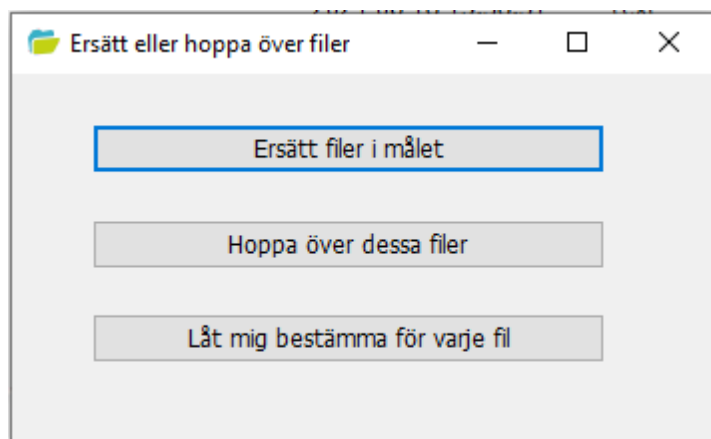 Ersätt eller hoppa över filer
Ersätt filer i målet
Hoppa över dessa filer
Låt mig bestämma för varje fil